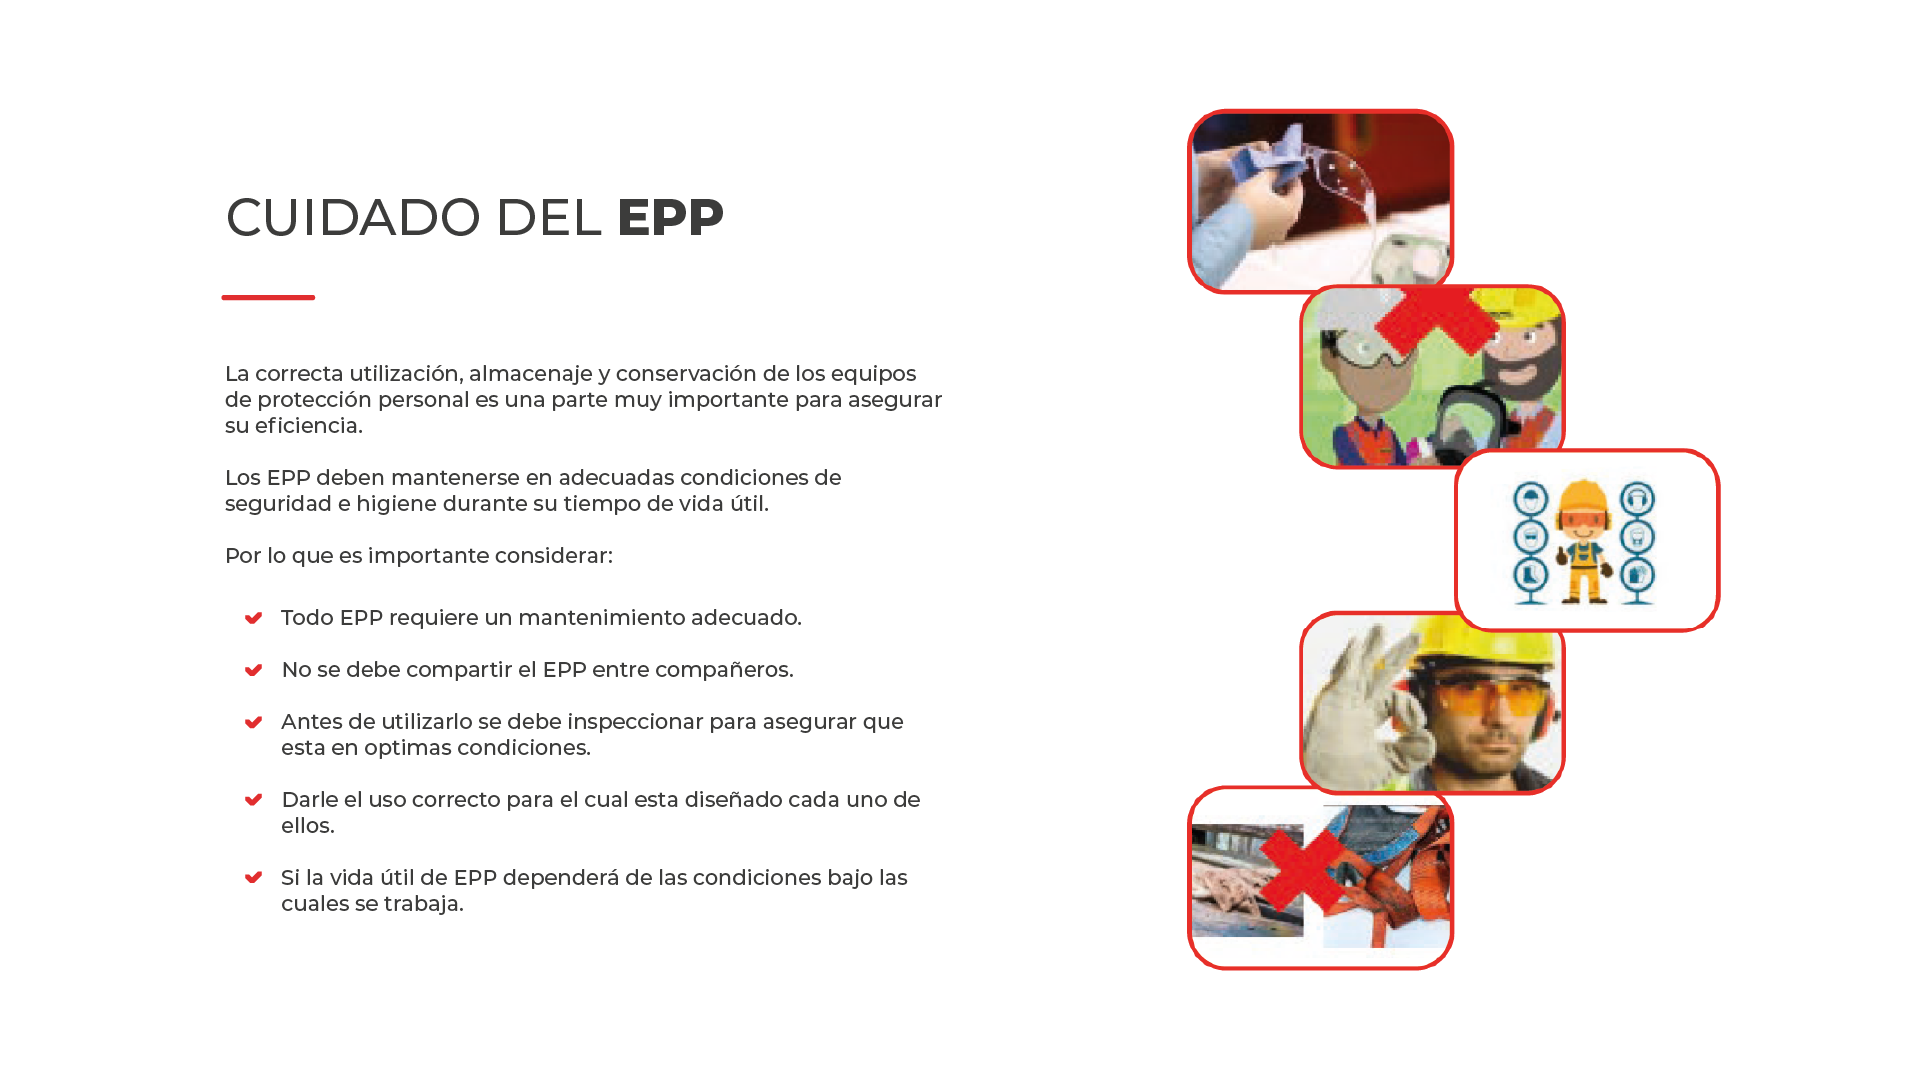 CUIDADO DEL EPP
La correcta utilización, almacenaje y conservación de los equipos
de protección personal es una parte muy importante para asegurar
su eficiencia.
Los EPP deben mantenerse en adecuadas condiciones de
seguridad e higiene durante su tiempo de vida útil.
Por lo que es importante considerar:
Todo EPP requiere un mantenimiento adecuado.
No se debe compartir el EPP entre compañeros.
Antes de utilizarlo se debe inspeccionar para asegurar que
esta en optimas condiciones.
Darle el uso correcto para el cual esta diseñado cada uno de
ellos.
Si la vida útil de EPP dependerá de las condiciones bajo las
cuales se trabaja.